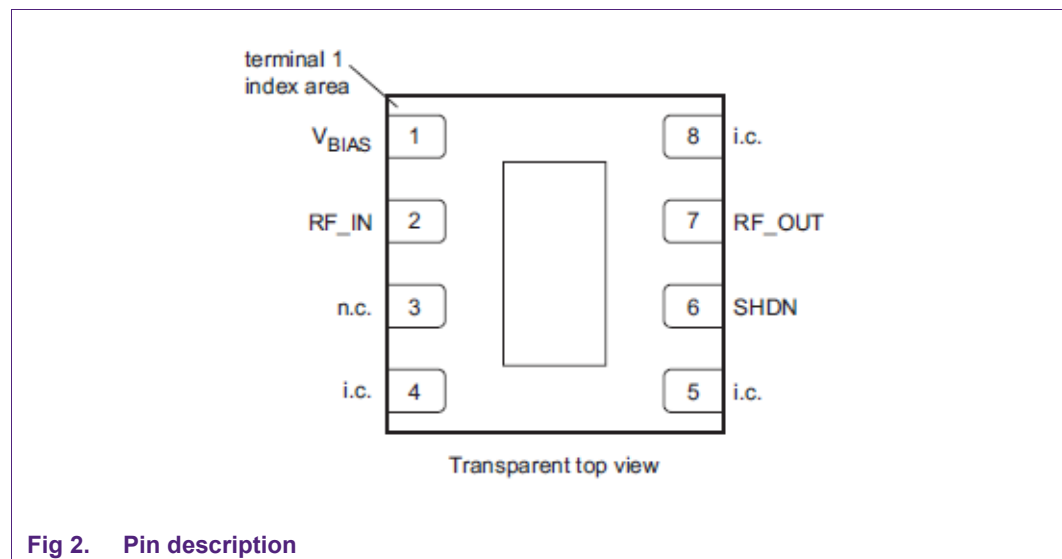 terminal 1
index area
VBIAS 1 8 i.c.
RF_IN 2 7 RF_OUT
n.c. 3 6 SHDN
i.c. 4 5 i.c.
Transparent top view
Fig 2. Pin description